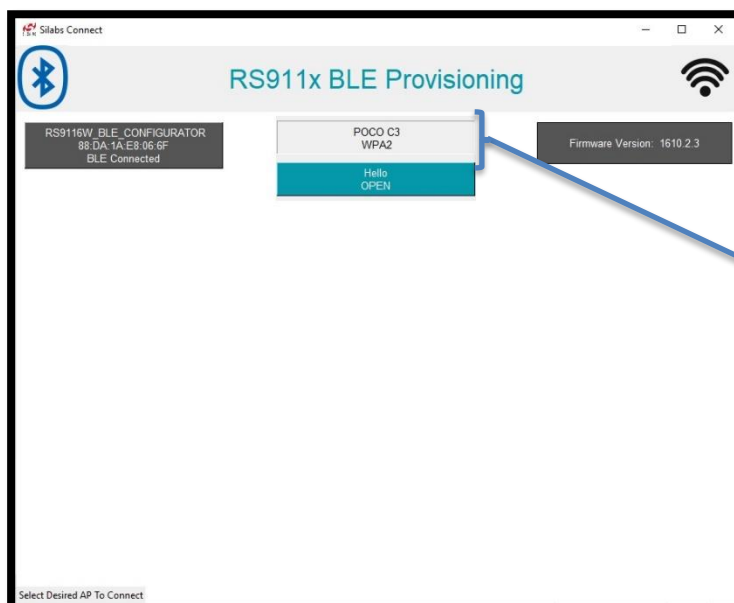 Silabs Connect
RS911x BLE Provisioning
RS9116W_BLE_CONFIGURATOR
88:DA:1A:E8:06:6F
BLE Connected
POCO C3
WPA2
Hello
OPEN
Firmware Version: 1610.2.3
Select Desired AP To Connect